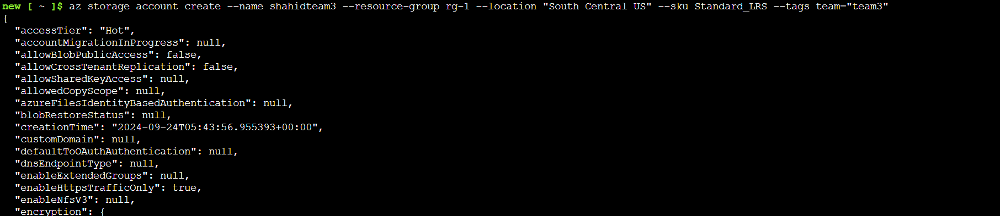 new [ ~ ]$ az storage account create --name shahidteam3 --resource-group rg-1 --location "South Central US" --sku Standard_LRS --tags team="team3"
{
  "accessTier": "Hot",
  "accountMigrationInProgress": null,
  "allowBlobPublicAccess": false,
  "allowCrossTenantReplication": false,
  "allowSharedKeyAccess": null,
  "allowedCopyScope": null,
  "azureFilesIdentityBasedAuthentication": null,
  "blobRestoreStatus": null,
  "creationTime": "2024-09-24T05:43:56.955393+00:00",
  "customDomain": null,
  "defaultToOAuthAuthentication": null,
  "dnsEndpointType": null,
  "enableExtendedGroups": null,
  "enableHttpsTrafficOnly": true,
  "enableNfsV3": null,
  "encryption": {